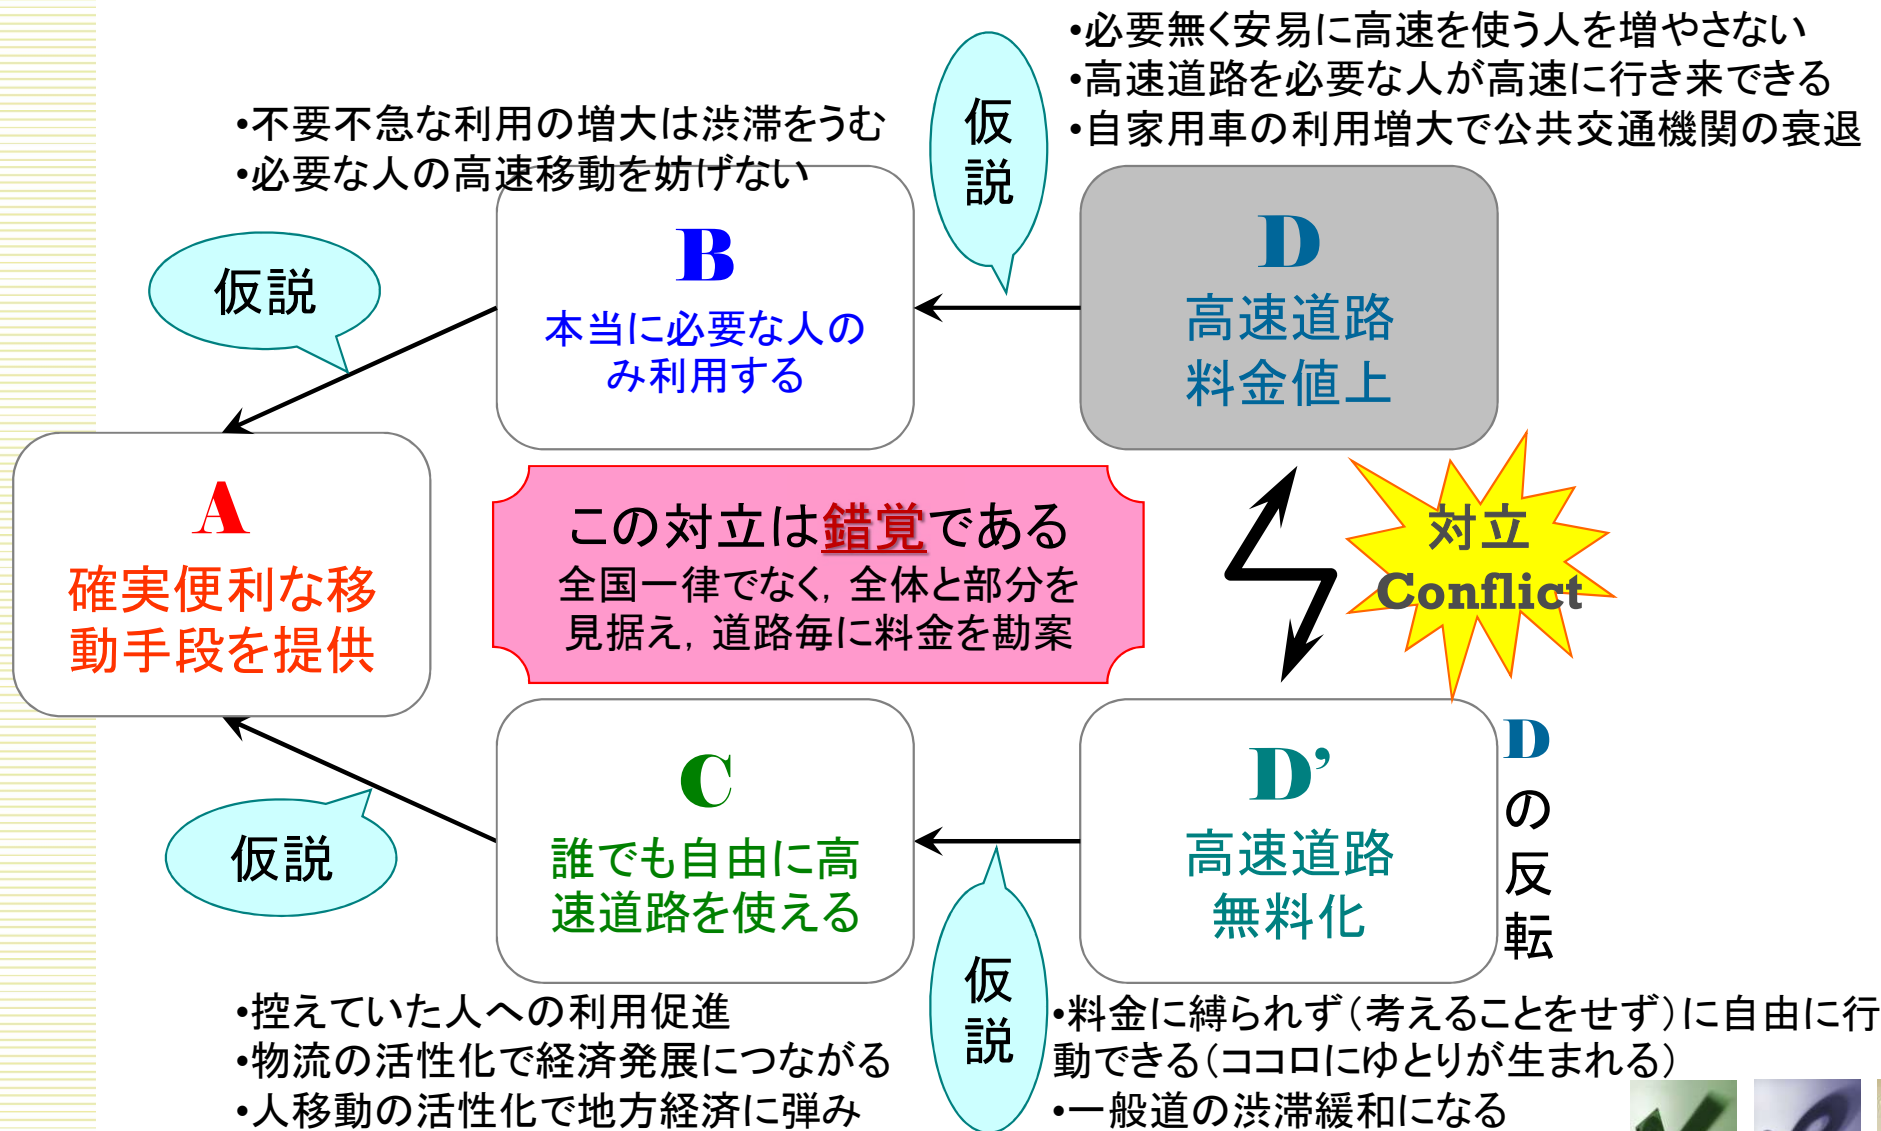 •必要無く安易に高速を使う人を増やさない
•高速道路を必要な人が高速に行き来できる
•自家用車の利用増大で公共交通機関の衰退
仮
説
•不要不急な利用の増大は渋滞をうむ
•必要な人の高速移動を妨げない
仮説
B
本当に必要な人の
み利用する
D
高速道路
料金値上
A
確実便利な移
動手段を提供
この対立は錯覚である
全国一律でなく，全体と部分を
見据え，道路毎に料金を勘案
対立
Conflict
仮説
C
誰でも自由に高
速道路を使える
D’
高速道路
無料化
D
の
反
転
仮
説
•控えていた人への利用促進
•物流の活性化で経済発展につながる
•人移動の活性化で地方経済に弾み
•料金に縛られず（考えることをせず）に自由に行
動できる（ココロにゆとりが生まれる）
•一般道の渋滞緩和になる